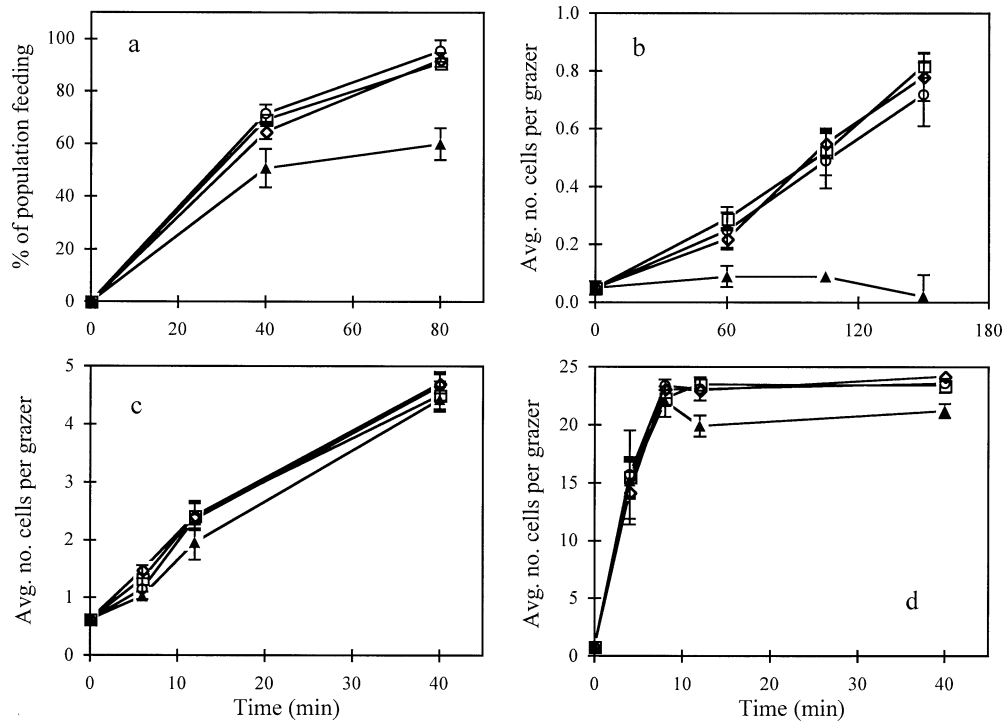 a
% of population feeding
100
80
60
40
20
0
0 20 40 60 80
b
Avg. no. cells per grazer
1.0
0.8
0.6
0.4
0.2
0.0
0 60 120 180
c
Avg. no. cells per grazer
5
4
3
2
1
0
0 10 20 30 40
Time (min)
d
Avg. no. cells per grazer
25
20
15
10
5
0
0 10 20 30 40
Time (min)